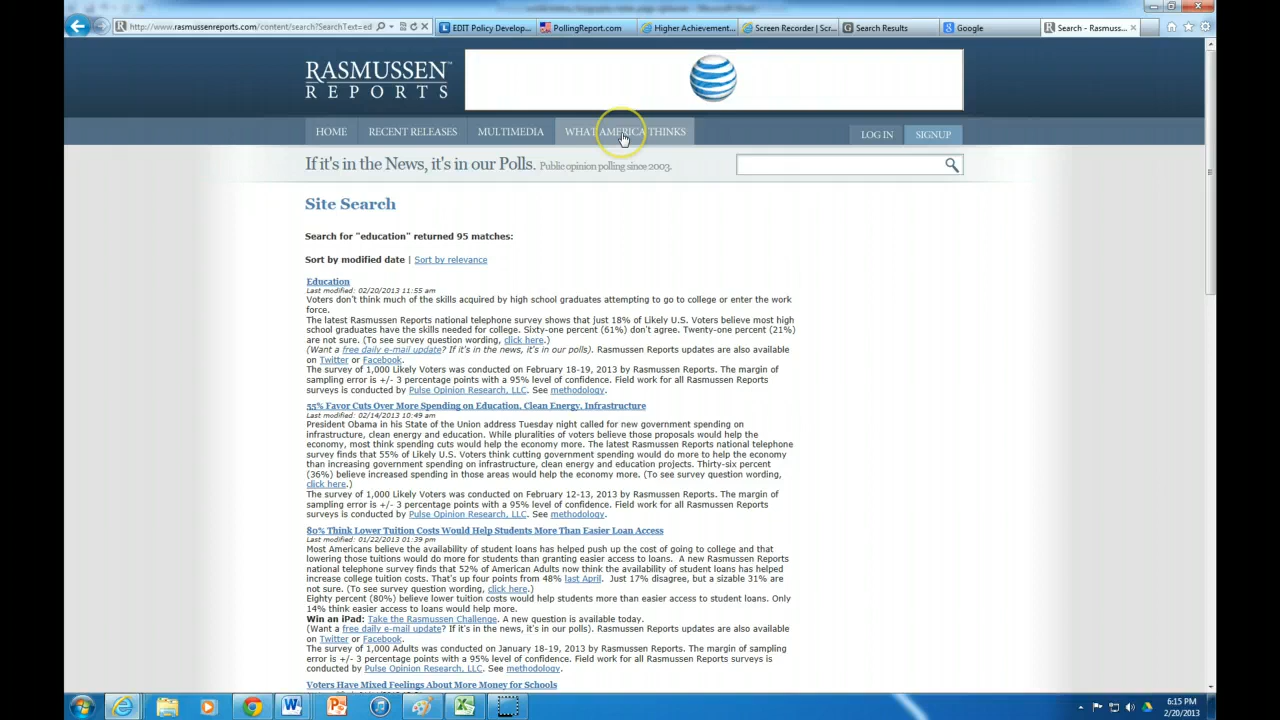 http://www.rasmussenreports.com/content/search?SearchText=ed
EDIT Policy Develop...
PollingReport.com
Higher Achievement...
Screen Recorder | Scr...
Search Results
Google
Search - Rasmuss...
RASMUSSEN™
REPORTS
HOME
RECENT RELEASES
MULTIMEDIA
WHAT AMERICA THINKS
LOG IN
SIGNUP
If it's in the News, it's in our Polls. Public opinion polling since 2003.
Site Search
Search for "education" returned 95 matches:
Sort by modified date | Sort by relevance
Education
Last modified: 02/20/2013 11:55 am
Voters don't think much of the skills acquired by high school graduates attempting to go to college or enter the work
force.
The latest Rasmussen Reports national telephone survey shows that just 18% of Likely U.S. Voters believe most high
school graduates have the skills needed for college. Sixty-one percent (61%) don't agree. Twenty-one percent (21%)
are not sure. (To see survey question wording, click here.)
(Want a free daily e-mail update? If it's in the news, it's in our polls). Rasmussen Reports updates are also available
on Twitter or Facebook.
The survey of 1,000 Likely Voters was conducted on February 18-19, 2013 by Rasmussen Reports. The margin of
sampling error is +/- 3 percentage points with a 95% level of confidence. Field work for all Rasmussen Reports
surveys is conducted by Pulse Opinion Research, LLC. See methodology.
55% Favor Cuts Over More Spending on Education, Clean Energy, Infrastructure
Last modified: 02/14/2013 10:49 am
President Obama in his State of the Union address Tuesday night called for new government spending on
infrastructure, clean energy and education. While pluralities of voters believe those proposals would help the
economy, most think spending cuts would help the economy more. The latest Rasmussen Reports national telephone
survey finds that 55% of Likely U.S. Voters think cutting government spending would do more to help the economy
than increasing government spending on infrastructure, clean energy and education projects. Thirty-six percent
(36%) believe increased spending in those areas would help the economy more. (To see survey question wording,
click here.)
The survey of 1,000 Likely Voters was conducted on February 12-13, 2013 by Rasmussen Reports. The margin of
sampling error is +/- 3 percentage points with a 95% level of confidence. Field work for all Rasmussen Reports
surveys is conducted by Pulse Opinion Research, LLC. See methodology.
80% Think Lower Tuition Costs Would Help Students More Than Easier Loan Access
Last modified: 01/22/2013 01:39 pm
Most Americans believe the availability of student loans has helped push up the cost of going to college and that
lowering those tuitions would do more for students than granting easier access to loans. A new Rasmussen Reports
national telephone survey finds that 52% of American Adults now think the availability of student loans has helped
increase college tuition costs. That's up four points from 48% last April. Just 17% disagree, but a sizable 31% are
not sure. (To see survey question wording, click here.)
Eighty percent (80%) believe lower tuition costs would help students more than easier access to student loans. Only
14% think easier access to loans would help more.
Win an iPad: Take the Rasmussen Challenge. A new question is available today.
(Want a free daily e-mail update? If it's in the news, it's in our polls). Rasmussen Reports updates are also available
on Twitter or Facebook.
The survey of 1,000 Adults was conducted on January 18-19, 2013 by Rasmussen Reports. The margin of sampling
error is +/- 3 percentage points with a 95% level of confidence. Field work for all Rasmussen Reports surveys is
conducted by Pulse Opinion Research, LLC. See methodology.
Voters Have Mixed Feelings About More Money for Schools
6:15 PM
2/20/2013